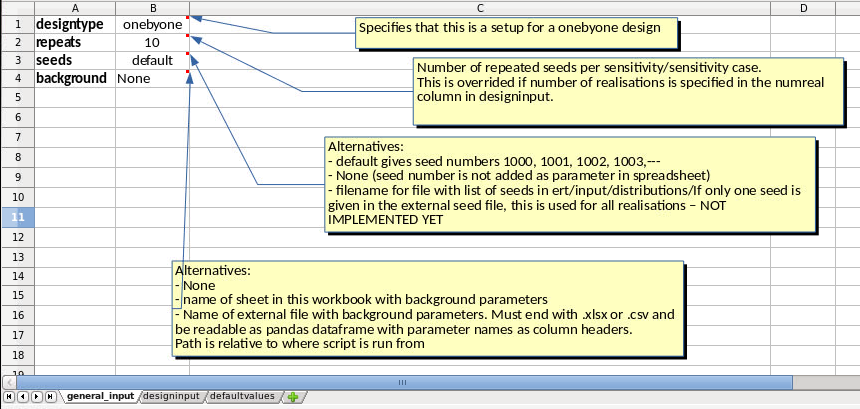 A B C D
1 designtype onebyone
Specifies that this is a setup for a onebyone design
2 repeats 10
3 seeds default
4 background None
Number of repeated seeds per sensitivity/sensitivity case.
This is overrided if number of realisations is specified in the numreal
column in designinput.
5
6
7
8
9
10
11
12
Alternatives:
- default gives seed numbers 1000, 1001, 1002, 1003,---
- None (seed number is not added as parameter in spreadsheet)
- filename for file with list of seeds in ert/input/distributions/If only one seed is
given in the external seed file, this is used for all realisations – NOT
IMPLEMENTED YET
13
14
15
16
17
18
19
Alternatives:
- None
- name of sheet in this workbook with background parameters
- Name of external file with background parameters. Must end with .xlsx or .csv and
be readable as pandas dataframe with parameter names as column headers.
Path is relative to where script is run from
general_input designinput defaultvalues